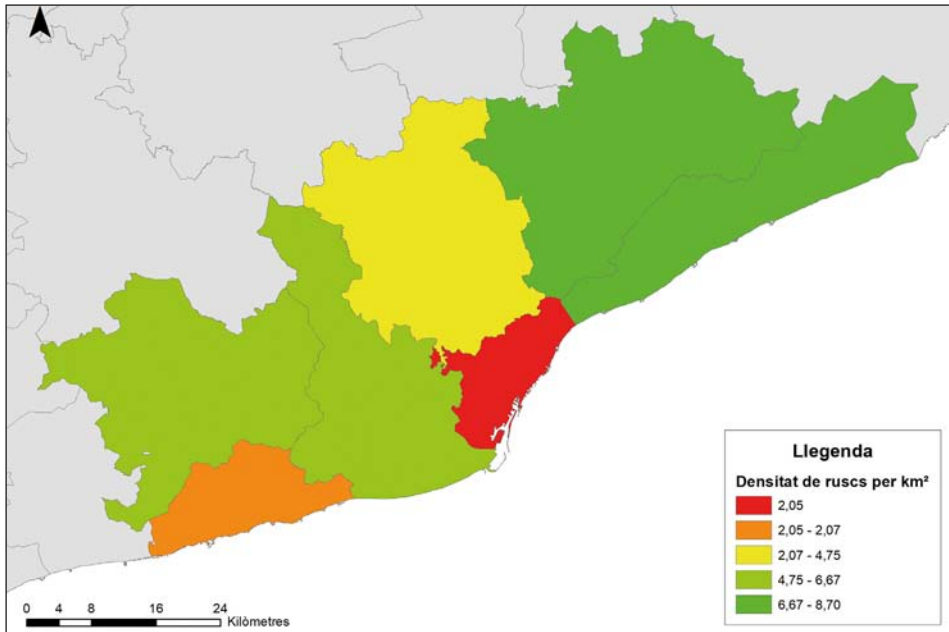 Llegenda
Densitat de ruscs per km²
2,05
2,05 - 2,07
2,07 - 4,75
4,75 - 6,67
6,67 - 8,70
0 4 8 16 24
Kilòmetres